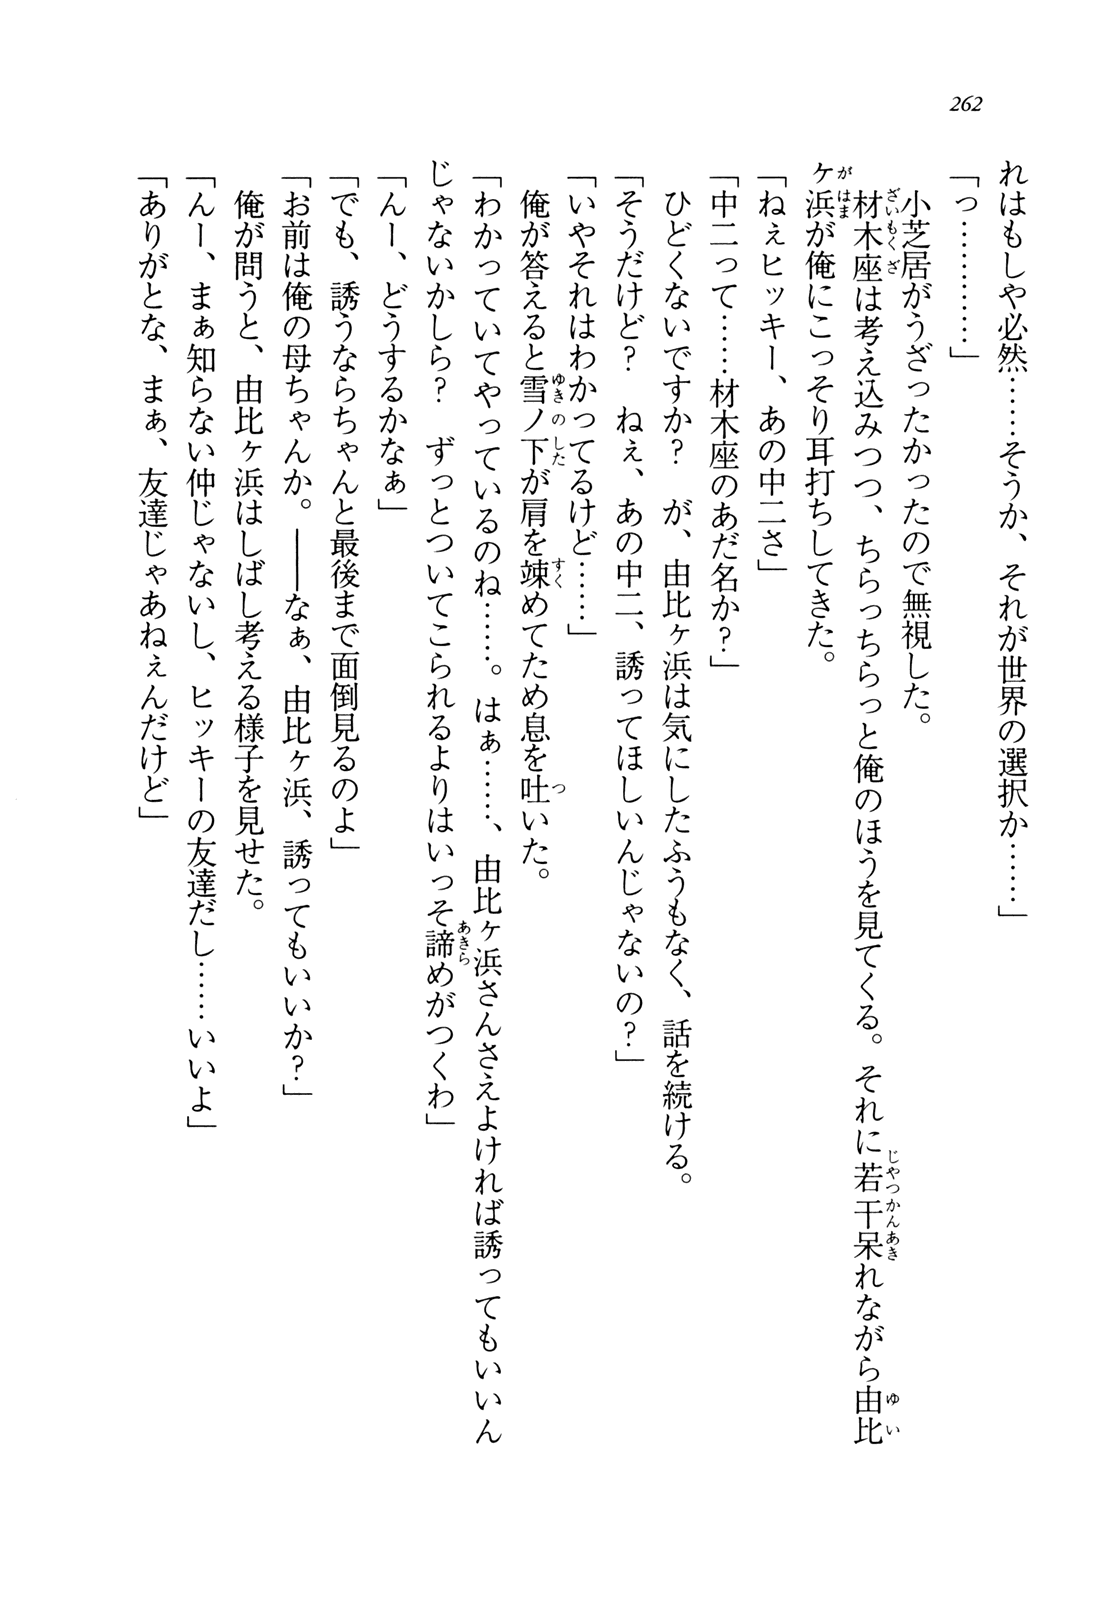 262
れはもしや必然……そうか、それが世界の選択か……」
「っ…………」
　小芝居がうざったかったので無視した。
　材木座は考え込みつつ、ちらっちらっと俺のほうを見てくる。それに若干呆れながら由比
ヶ浜が俺にこっそり耳打ちしてきた。
「ねぇヒッキー、あの中二さ」
「中二って……材木座のあだ名か？」
　ひどくないですか？　が、由比ヶ浜は気にしたふうもなく、話を続ける。
「そうだけど？　ねぇ、あの中二、誘ってほしいんじゃないの？」
「いやそれはわかってるけど……」
　俺が答えると雪ノ下が肩を竦めてため息を吐いた。
「わかっていてやっているのね……。はぁ……、由比ヶ浜さんさえよければ誘ってもいいん
じゃないかしら？　ずっとついてこられるよりはいっそ諦めがつくわ」
「んー、どうするかなぁ」
「でも、誘うならちゃんと最後まで面倒見るのよ」
「お前は俺の母ちゃんか。――なぁ、由比ヶ浜、誘ってもいいか？」
　俺が問うと、由比ヶ浜はしばし考える様子を見せた。
「んー、まぁ知らない仲じゃないし、ヒッキーの友達だし……いいよ」
「ありがとな、まぁ、友達じゃあねぇんだけど」